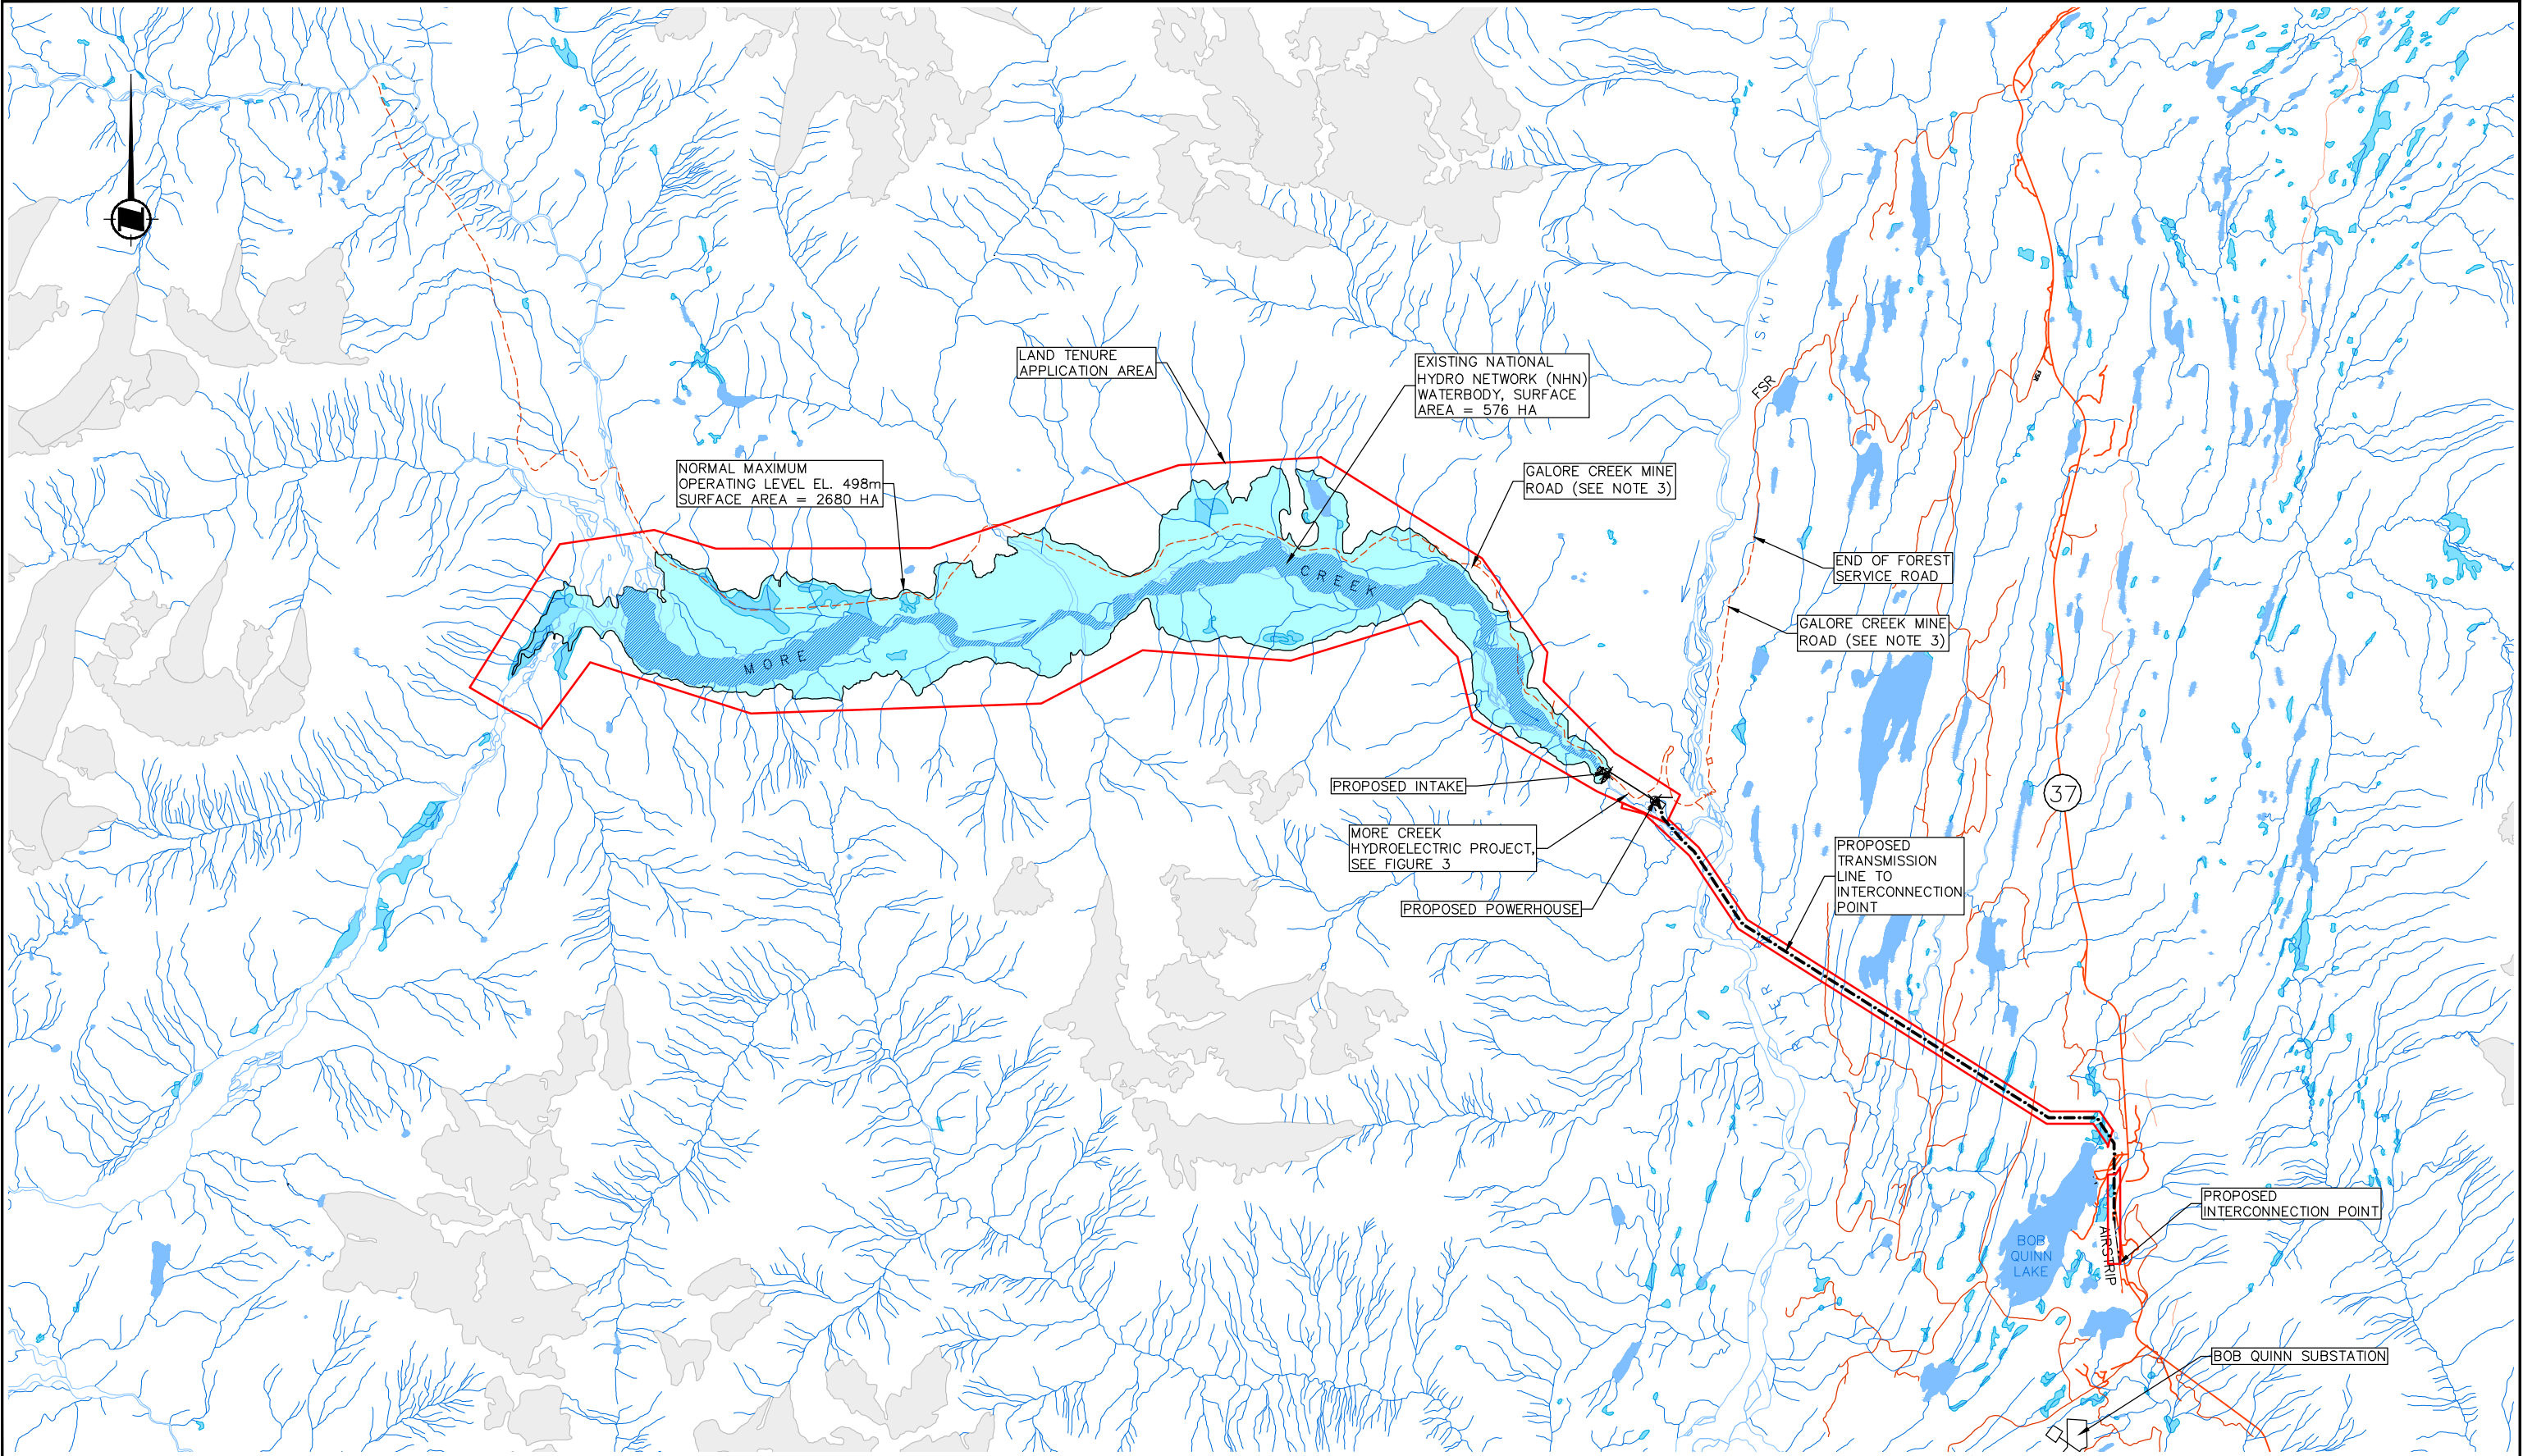 LAND TENURE
APPLICATION AREA
EXISTING NATIONAL
HYDRO NETWORK (NHN)
WATERBODY, SURFACE
AREA = 576 HA
ISKUT
FSR
FSR
NORMAL MAXIMUM
OPERATING LEVEL EL. 498m
SURFACE AREA = 2680 HA
GALORE CREEK MINE
ROAD (SEE NOTE 3)
END OF FOREST
SERVICE ROAD
GALORE CREEK MINE
ROAD (SEE NOTE 3)
MORE
CREEK
PROPOSED INTAKE
37
MORE CREEK
HYDROELECTRIC PROJECT,
SEE FIGURE 3
PROPOSED
TRANSMISSION
LINE TO
INTERCONNECTION
POINT
PROPOSED POWERHOUSE
RIVER
PROPOSED
INTERCONNECTION POINT
BOB
QUINN
LAKE
AIRSTRIP
BOB QUINN SUBSTATION